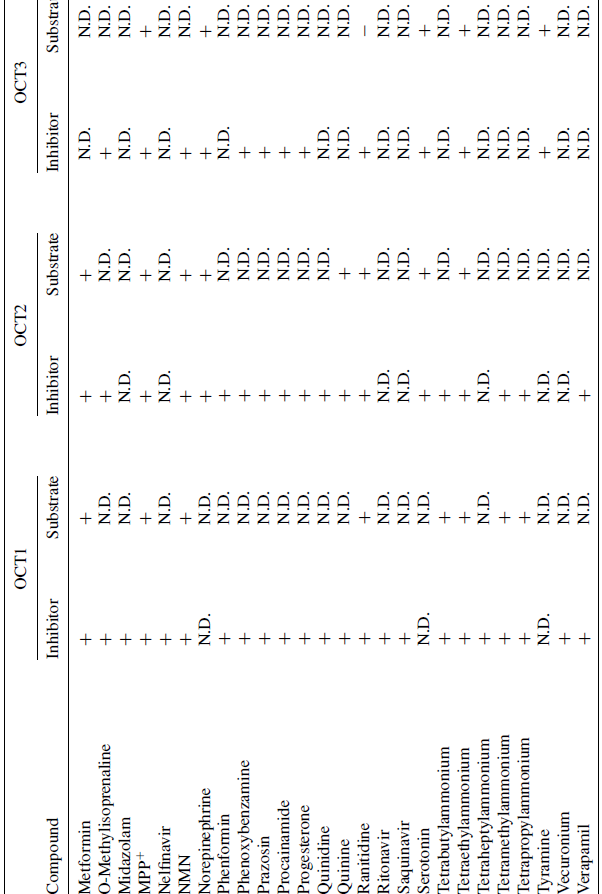 OCT1 OCT2 OCT3
Compound Inhibitor Substrate Inhibitor Substrate Inhibitor Substra
Metformin + + + + N.D. N.D.
O-Methylisoprenaline + N.D. + N.D. + N.D.
Midazolam + N.D. N.D. N.D. N.D. N.D.
MPP⁺ + + + + + +
Nelfinavir + N.D. N.D. N.D. N.D. N.D.
NMN + + + + + N.D.
Norepinephrine N.D. N.D. + + + +
Phenformin + N.D. + N.D. N.D. N.D.
Phenoxybenzamine + N.D. + N.D. + N.D.
Prazosin + N.D. + N.D. + N.D.
Procainamide + N.D. + N.D. + N.D.
Progesterone + N.D. + N.D. + N.D.
Quinidine + N.D. + N.D. N.D. N.D.
Quinine + N.D. + + N.D. N.D.
Ranitidine + + + + + −
Ritonavir + N.D. N.D. N.D. N.D. N.D.
Saquinavir + N.D. N.D. N.D. N.D. N.D.
Serotonin N.D. N.D. + + + +
Tetrabutylammonium + + + N.D. N.D. N.D.
Tetraethylammonium + + + + + +
Tetraheptylammonium + N.D. N.D. N.D. N.D. N.D.
Tetramethylammonium + + + N.D. N.D. N.D.
Tetrapropylammonium + + + N.D. N.D. N.D.
Tyramine N.D. N.D. N.D. N.D. + +
Vecuronium + N.D. N.D. N.D. N.D. N.D.
Verapamil + N.D. + N.D. N.D. N.D.